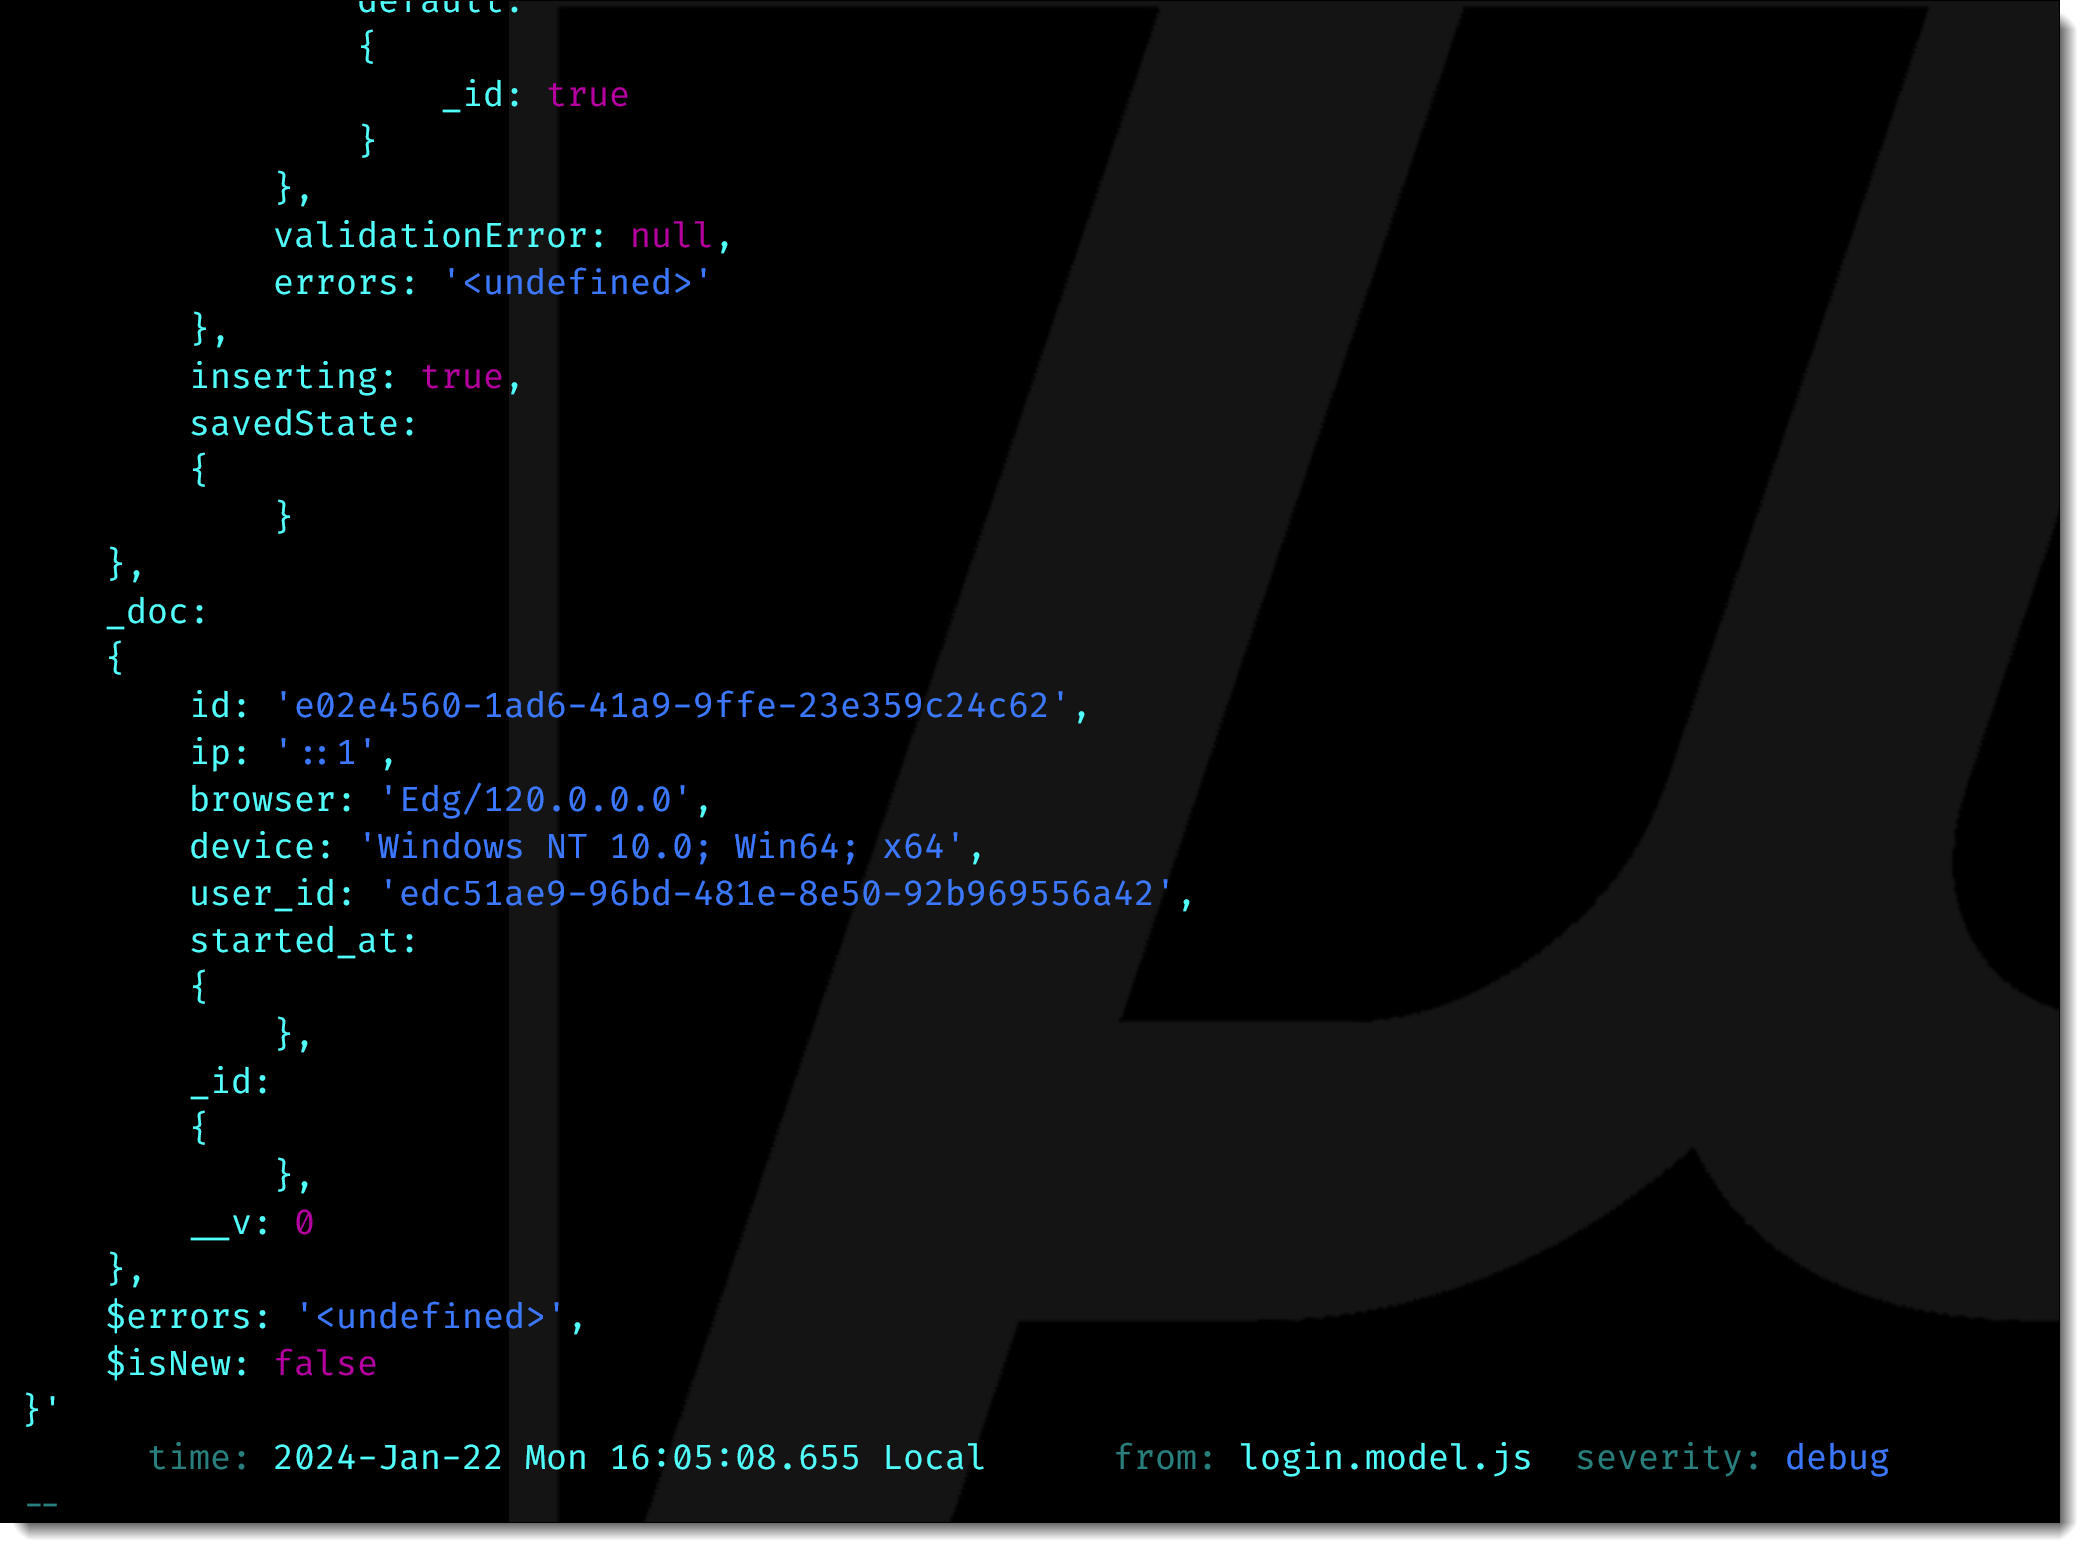 default:
{
_id: true
}
},
validationError: null,
errors: '<undefined>'
},
inserting: true,
savedState:
{
}
},
_doc:
{
id: 'e02e4560-1ad6-41a9-9ffe-23e359c24c62',
ip: '::1',
browser: 'Edg/120.0.0.0',
device: 'Windows NT 10.0; Win64; x64',
user_id: 'edc51ae9-96bd-481e-8e50-92b969556a42',
started_at:
{
},
_id:
{
},
__v: 0
},
$errors: '<undefined>',
$isNew: false
}'
time: 2024-Jan-22 Mon 16:05:08.655 Local from: login.model.js severity: debug
--